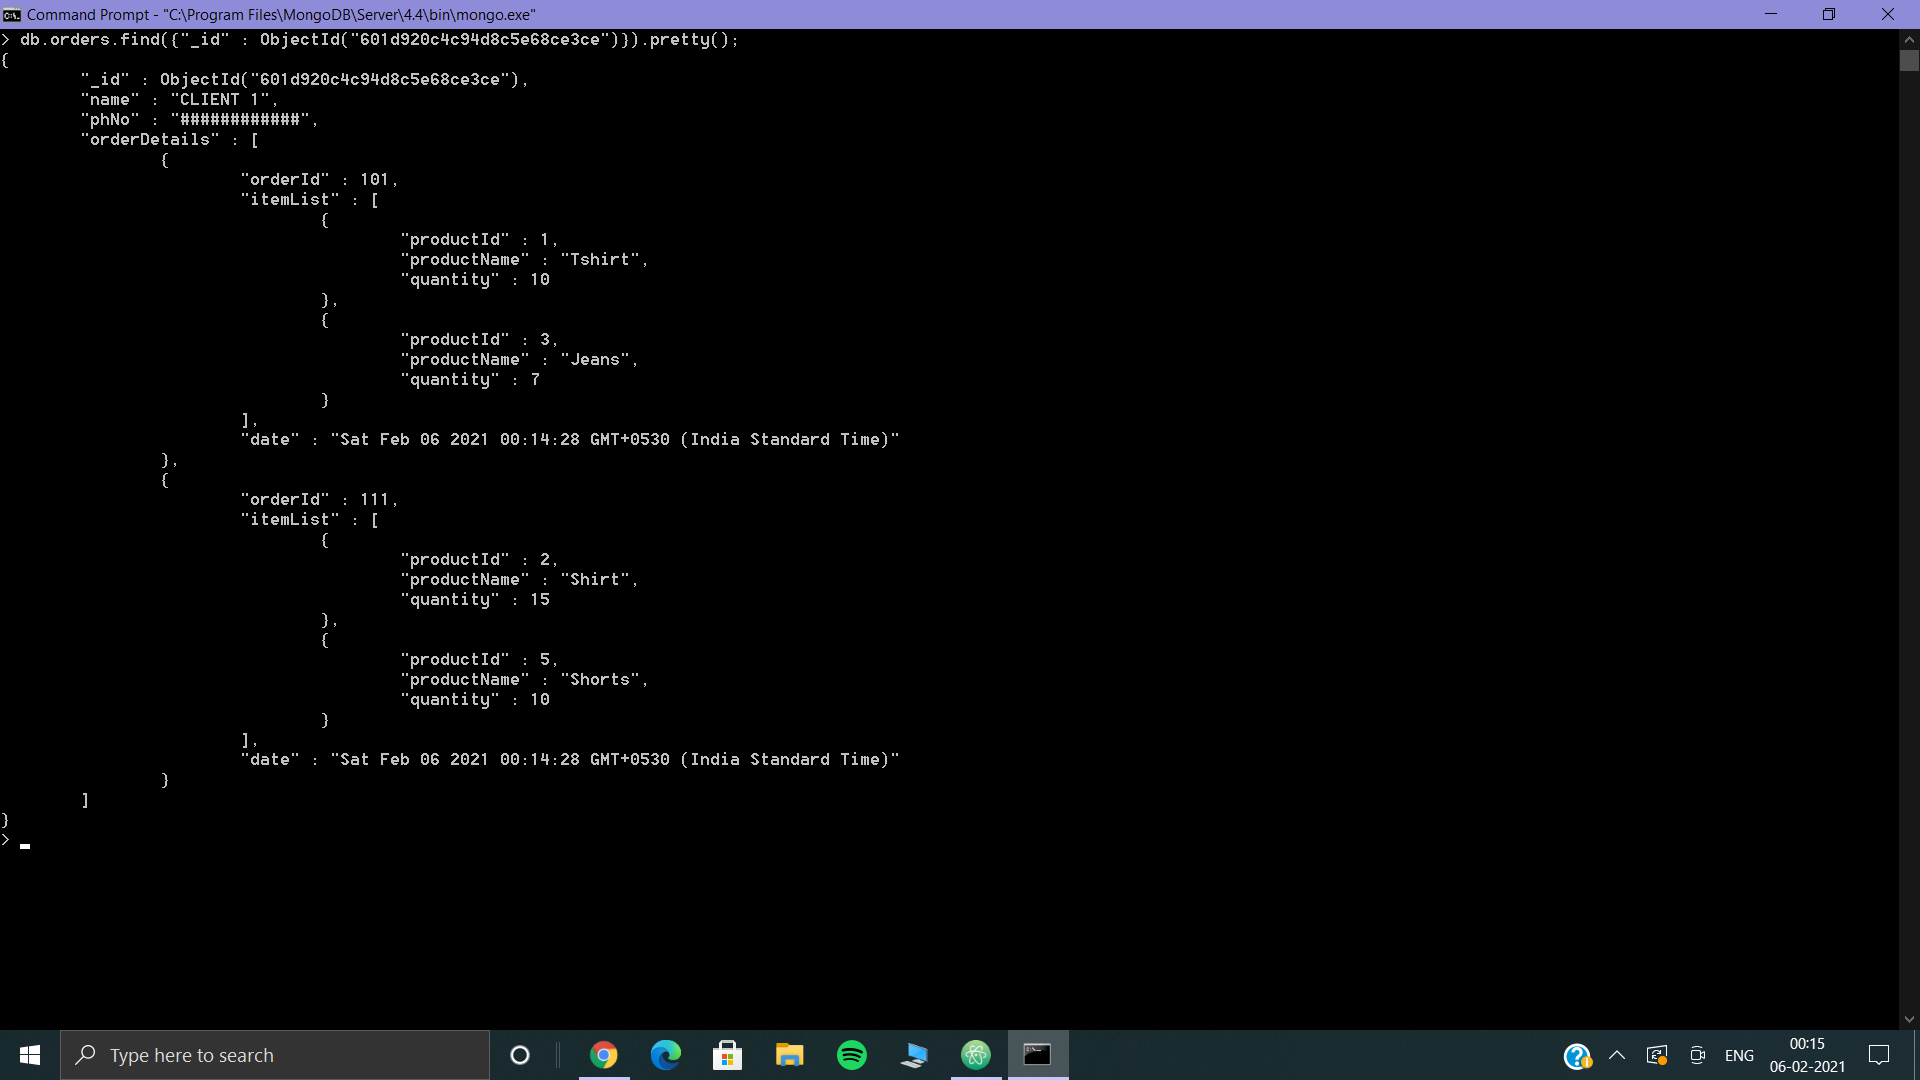 Command Prompt - "C:\Program Files\MongoDB\Server\4.4\bin\mongo.exe"
> db.orders.find({"_id" : ObjectId("601d920c4c94d8c5e68ce3ce")}).pretty();
{
"_id" : ObjectId("601d920c4c94d8c5e68ce3ce"),
"name" : "CLIENT 1",
"phNo" : "############",
"orderDetails" : [
{
"orderId" : 101,
"itemList" : [
{
"productId" : 1,
"productName" : "Tshirt",
"quantity" : 10
},
{
"productId" : 3,
"productName" : "Jeans",
"quantity" : 7
}
],
"date" : "Sat Feb 06 2021 00:14:28 GMT+0530 (India Standard Time)"
},
{
"orderId" : 111,
"itemList" : [
{
"productId" : 2,
"productName" : "Shirt",
"quantity" : 15
},
{
"productId" : 5,
"productName" : "Shorts",
"quantity" : 10
}
],
"date" : "Sat Feb 06 2021 00:14:28 GMT+0530 (India Standard Time)"
}
]
}
>
Type here to search
ENG
00:15
06-02-2021